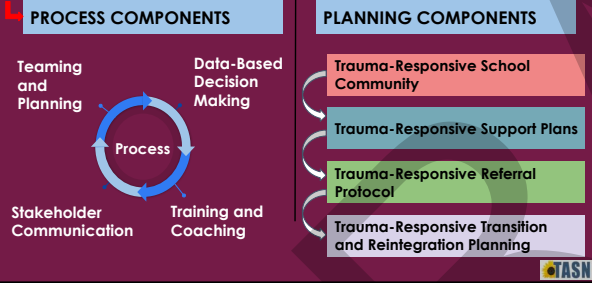 PROCESS COMPONENTS
Teaming
and
Planning
Data-Based
Decision
Making
Process
Stakeholder
Communication
Training and
Coaching
PLANNING COMPONENTS
Trauma-Responsive School
Community
Trauma-Responsive Support Plans
Trauma-Responsive Referral
Protocol
Trauma-Responsive Transition
and Reintegration Planning
TASN